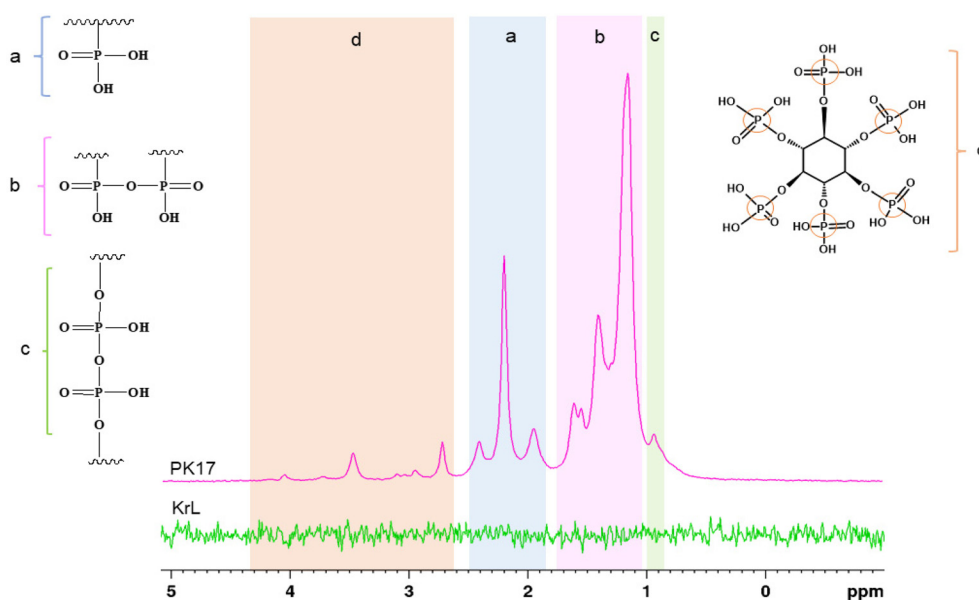 a
O=P-OH
OH
b
O=P-O-P=O
OH OH
c
O
O=P-OH
O
O=P-OH
O
d a b c
OH
O=P-OH
O
HO OH O OH
P P
O O O OH
HO O O O
P O P
HO O HO OH
HO-P=O
OH
PK17
KrL
5 4 3 2 1 0 ppm